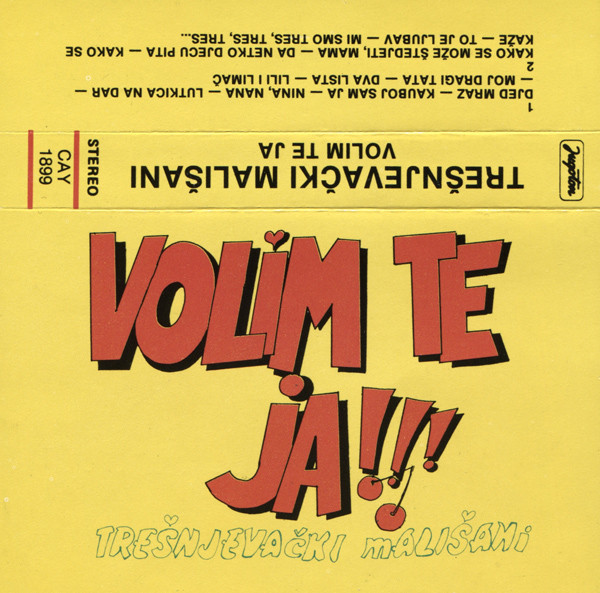 1
DJED MRAZ — KAUBOJ SAM JA — NINA, NANA — LUTKICA NA DAR —
— MOJ DRAGI TATA — DVA LISTA — LILI I LIMAČ
2
KAKO SE MOŽE ŠTEDJETI, MAMA — DA NETKO DJECU PITA — KAKO SE
KAŽE — TO JE LJUBAV — MI SMO TRES, TRES, TRES...
Jugoton
TREŠNJEVAČKI MALIŠANI
VOLIM TE JA
STEREO
CAY
1899
VOLIM TE
JA!!!
TREŠNJEVAČKI MALIŠANI